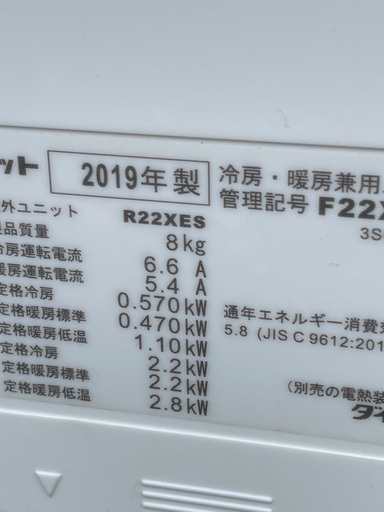 ット 2019年製 冷房・暖房兼用
管理記号 F22X
外ユニット R22XES
製品質量 8kg
冷房運転電流 6.6 A
暖房運転電流 5.4 A
定格冷房 0.570kW
定格暖房標準 0.470kW
定格暖房低温 1.10kW
定格冷房 2.2kW
定格暖房標準 2.2kW
定格暖房低温 2.8kW
3S
通年エネルギー消費
5.8 (JIS C 9612:201
(別売の電熱装
ダイ